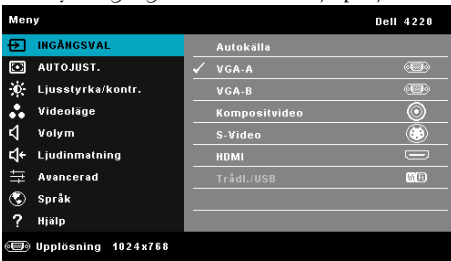 Meny Dell 4220
INGÅNGSVAL
AUTOJUST.
Ljusstyrka/kontr.
Videoläge
Volym
Ljudinmatning
Avancerad
Språk
Hjälp
Autokälla
VGA-A
VGA-B
Kompositvideo
S-Video
HDMI
Trådl./USB
Upplösning 1024x768